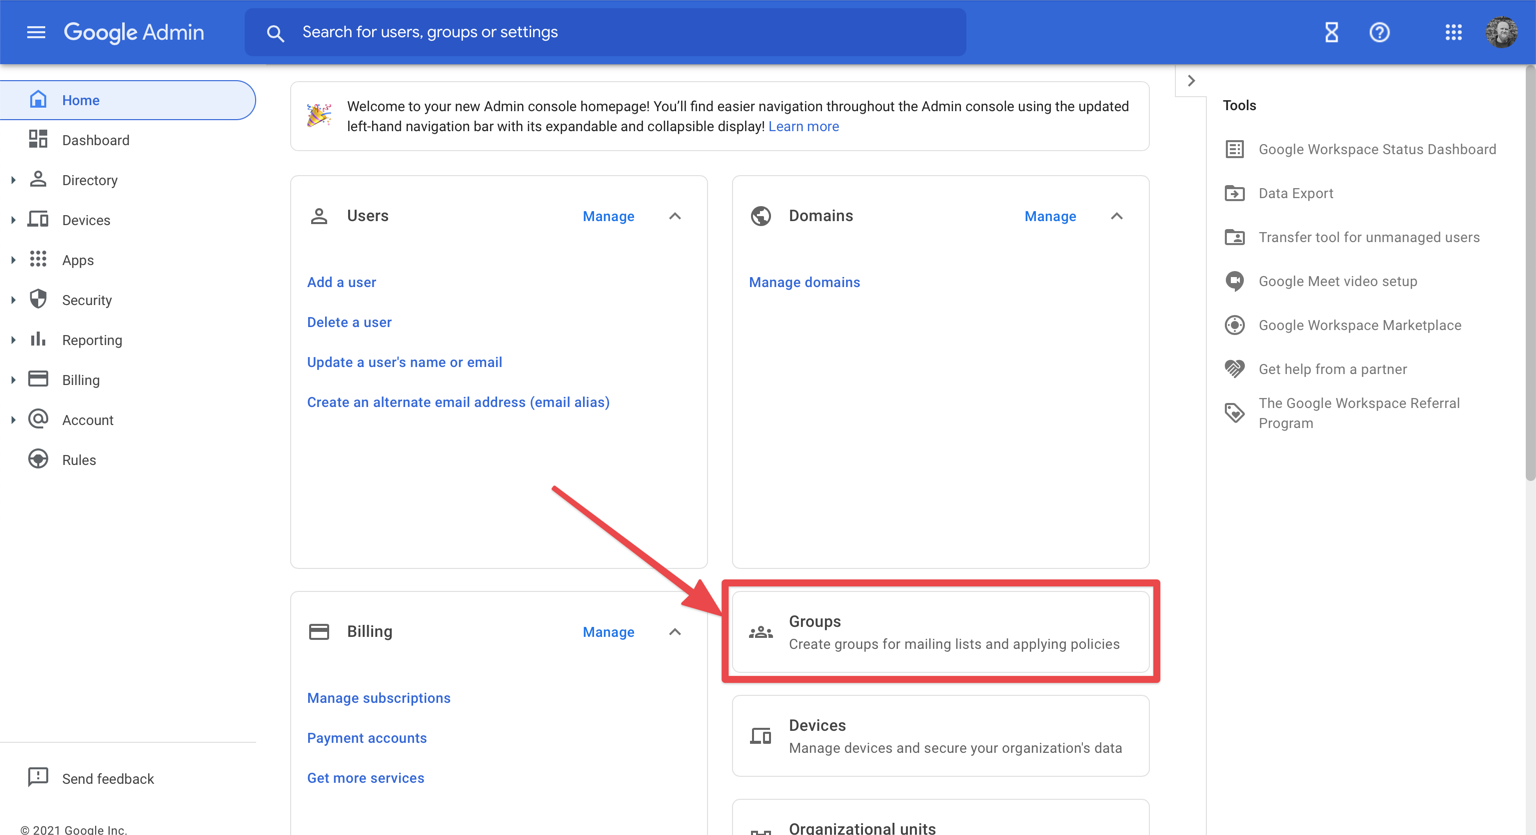 Google Admin
Search for users, groups or settings
Home
Dashboard
Directory
Devices
Apps
Security
Reporting
Billing
Account
Rules
Send feedback
© 2021 Google Inc.
Welcome to your new Admin console homepage! You’ll find easier navigation throughout the Admin console using the updated
left-hand navigation bar with its expandable and collapsible display! Learn more
Users
Manage
Add a user
Delete a user
Update a user's name or email
Create an alternate email address (email alias)
Domains
Manage
Manage domains
Billing
Manage
Manage subscriptions
Payment accounts
Get more services
Groups
Create groups for mailing lists and applying policies
Devices
Manage devices and secure your organization's data
Organizational units
Tools
Google Workspace Status Dashboard
Data Export
Transfer tool for unmanaged users
Google Meet video setup
Google Workspace Marketplace
Get help from a partner
The Google Workspace Referral
Program